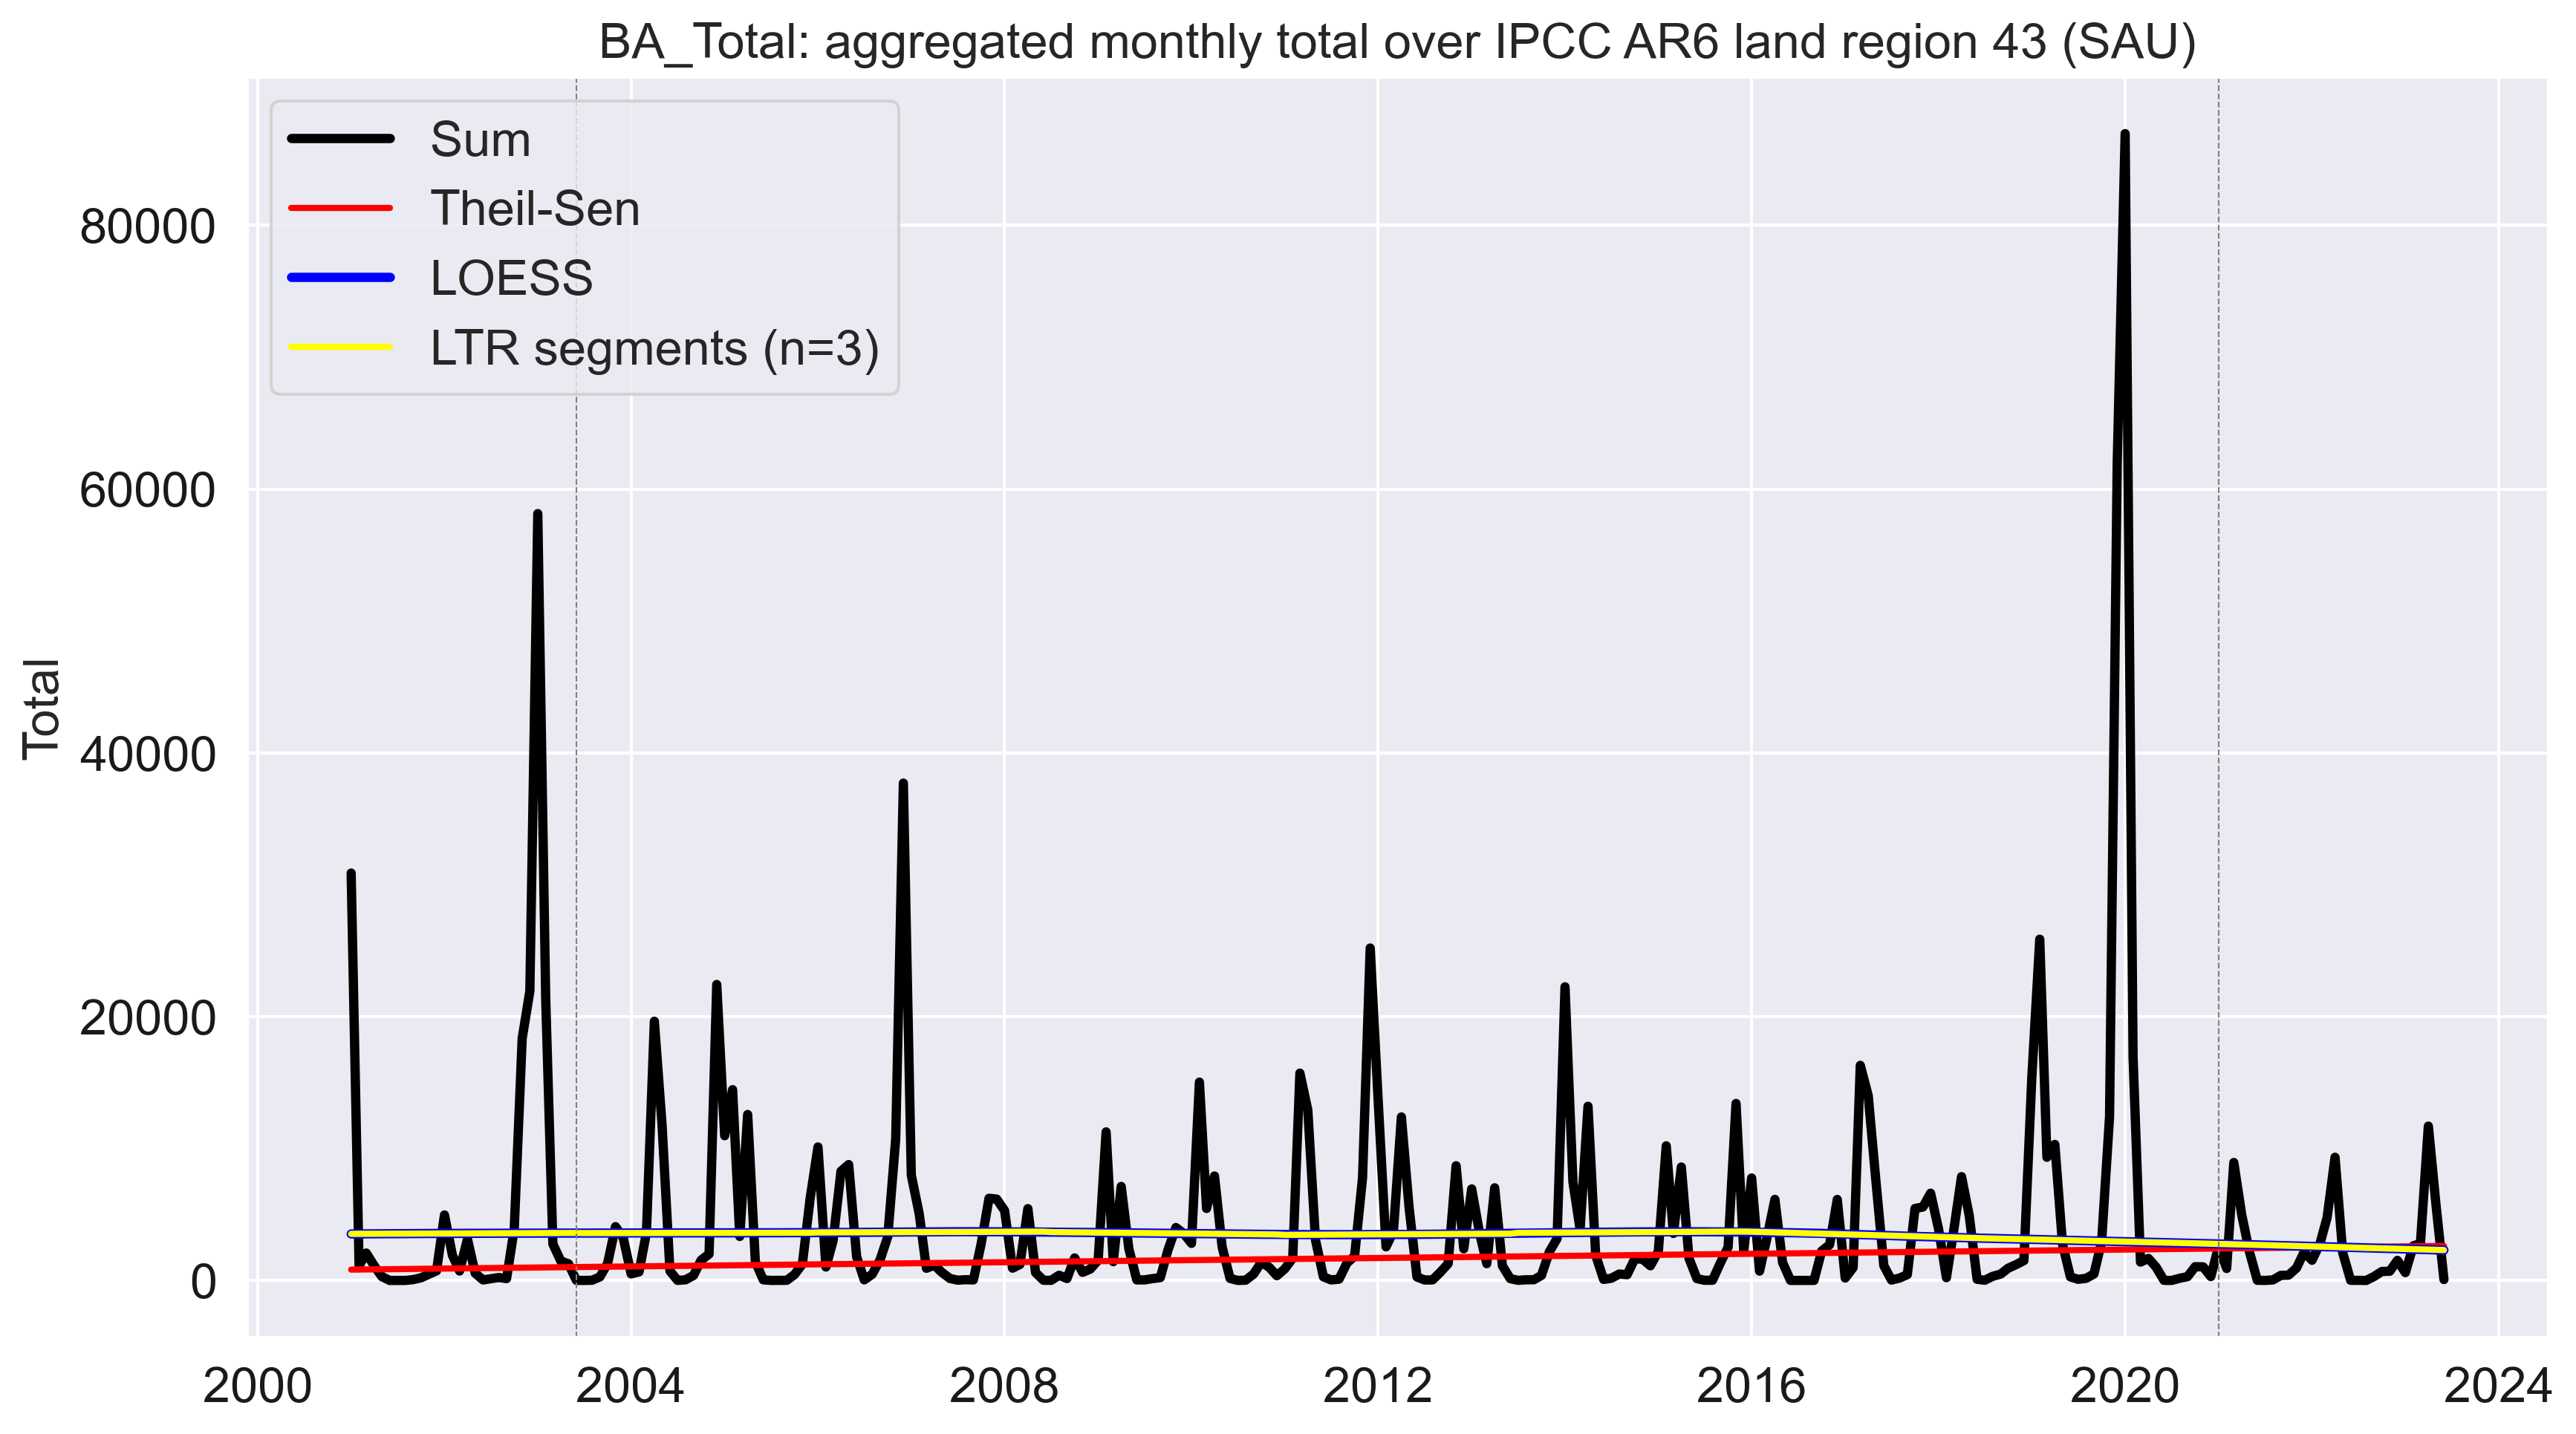 BA_Total: aggregated monthly total over IPCC AR6 land region 43 (SAU)
Sum
Theil-Sen
LOESS
LTR segments (n=3)
Total
80000
60000
40000
20000
0
2000 2004 2008 2012 2016 2020 2024